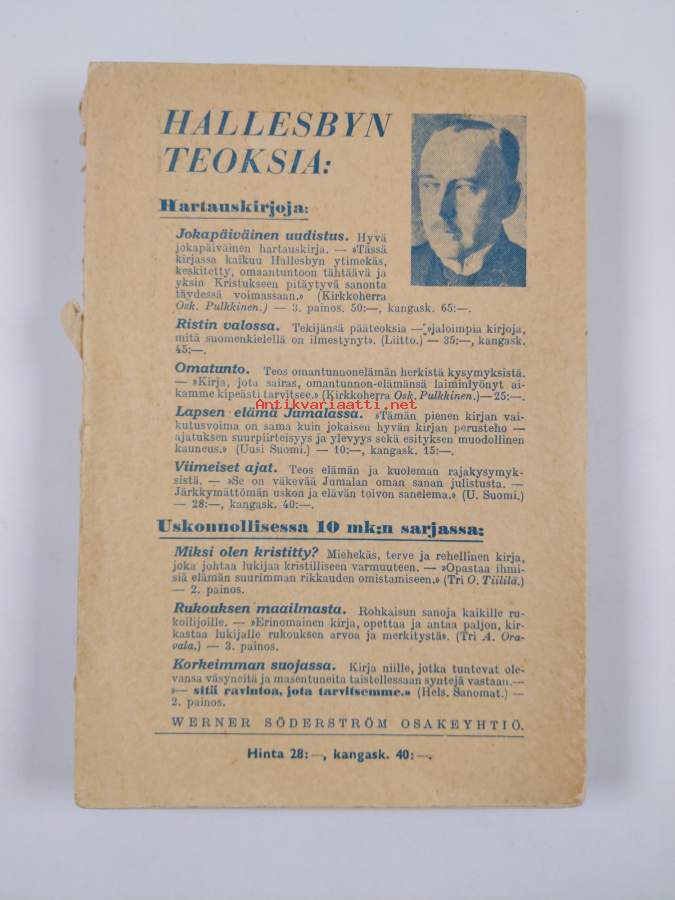 HALLESBYN
TEOKSIA:
Hartauskirjoja:
Jokapäiväinen uudistus. Hyvä
jokapäiväinen hartauskirja. — »Tässä
kirjassa kaikuu Hallesbyn ytimekäs,
keskitetty, omaantuntoon tähtäävä ja
yksin Kristukseen pitäytyvä sanonta
täydessä voimassaan.» (Kirkkoherra
Osk. Pulkkinen.) — 3. painos. 50:—, kangask. 65:—.
Ristin valossa. Tekijänsä pääteoksia — »jaloimpia kirjoja,
mitä suomenkielellä on ilmestynyt». (Liitto.) — 35:—, kangask.
45:—.
Omatunto. Teos omantunnonelämän herkistä kysymyksistä.
— »Kirja, jota sairas, omantunnon-elämänsä laiminlyönyt ai-
kamme kipeästi tarvitsee.» (Kirkkoherra Osk. Pulkkinen.)—25:—.
Antikvariaatti.net
Lapsen elämä Jumalassa. »Tämän pienen kirjan vai-
kutusvoima on sama kuin jokaisen hyvän kirjan perusteho —
ajatuksen suurpiirteisyys ja ylevyys sekä esityksen muodollinen
kauneus.» (Uusi Suomi.) — 10:—, kangask. 15:—.
Viimeiset ajat. Teos elämän ja kuoleman rajakysymyk-
sistä. — »Se on väkevää Jumalan oman sanan julistusta. —
Järkkymättömän uskon ja elävän toivon sanelema.» (U. Suomi.)
— 28:—, kangask. 40:—.
Uskonnollisessa 10 mk:n sarjassa:
Miksi olen kristitty? Miehekäs, terve ja rehellinen kirja,
joka johtaa lukijaa kristilliseen varmuuteen. — »Opastaa ihmi-
siä elämän suurimman rikkauden omistamiseen.» (Tri O. Tiililä.)
— 2. painos.
Rukouksen maailmasta. Rohkaisun sanoja kaikille ru-
koilijoille. — »Erinomainen kirja, opettaa ja antaa paljon, kir-
kastaa lukijalle rukouksen arvoa ja merkitystä». (Tri A. Ora-
vala.) — 3. painos.
Korkeimman suojassa. Kirja niille, jotka tuntevat ole-
vansa väsyneitä ja masentuneita taistellessaan syntejä vastaan.—
»— sitä ravintoa, jota tarvitsemme.» (Hels. Sanomat.) —
2. painos.
WERNER SÖDERSTRÖM OSAKEYHTIÖ.
Hinta 28:—, kangask. 40:—.